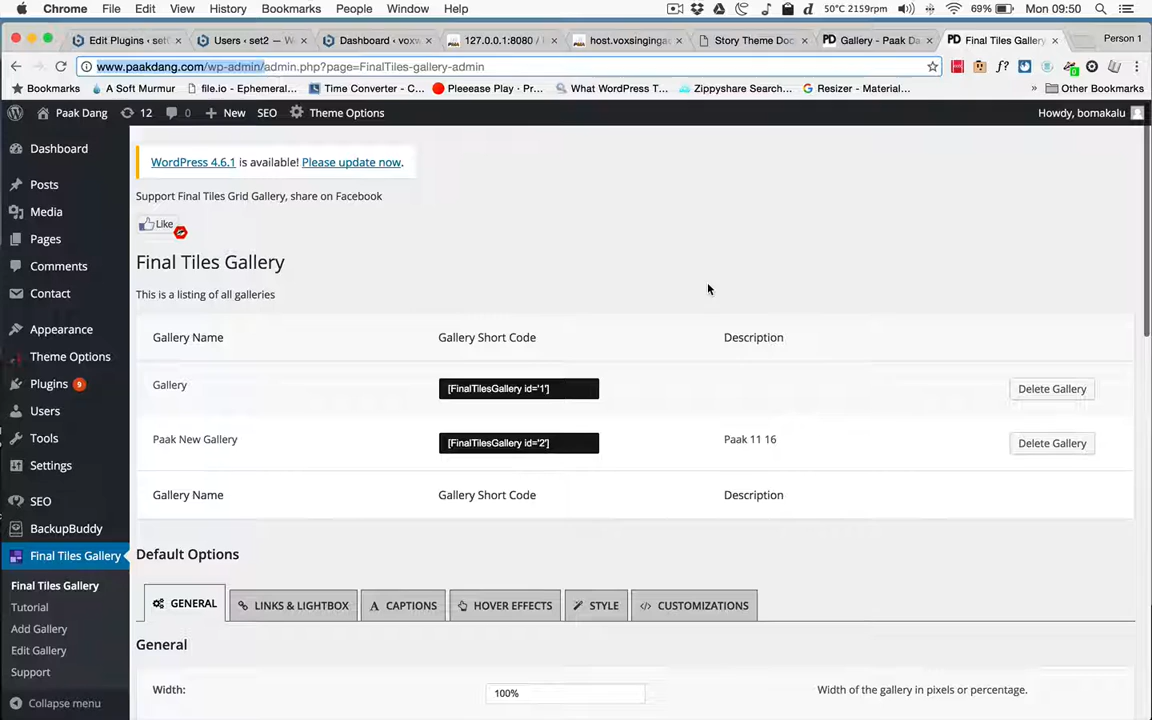 Chrome File Edit View History Bookmarks People Window Help 50°C 2159rpm 69% Mon 09:50
Edit Plugins ‹ set( Users ‹ set2 — W Dashboard ‹ voxw 127.0.0.1:8080 / host.voxsingingac Story Theme Doc Gallery - Paak Da Final Tiles Gallery Person 1
www.paakdang.com/wp-admin/admin.php?page=FinalTiles-gallery-admin
Bookmarks A Soft Murmur file.io - Ephemeral... Time Converter - C... Pleeease Play · Pr... What WordPress T... Zippyshare Search... Resizer - Material... » Other Bookmarks
Paak Dang 12 0 New SEO Theme Options Howdy, bomakalu
Dashboard
Posts
Media
Pages
Comments
Contact
Appearance
Theme Options
Plugins 9
Users
Tools
Settings
SEO
BackupBuddy
Final Tiles Gallery
Final Tiles Gallery
Tutorial
Add Gallery
Edit Gallery
Support
Collapse menu
WordPress 4.6.1 is available! Please update now.
Support Final Tiles Grid Gallery, share on Facebook
Like
Final Tiles Gallery
This is a listing of all galleries
Gallery Name Gallery Short Code Description
Gallery [FinalTilesGallery id='1'] Delete Gallery
Paak New Gallery [FinalTilesGallery id='2'] Paak 11 16 Delete Gallery
Gallery Name Gallery Short Code Description
Default Options
GENERAL LINKS & LIGHTBOX CAPTIONS HOVER EFFECTS STYLE CUSTOMIZATIONS
General
Width: 100% Width of the gallery in pixels or percentage.